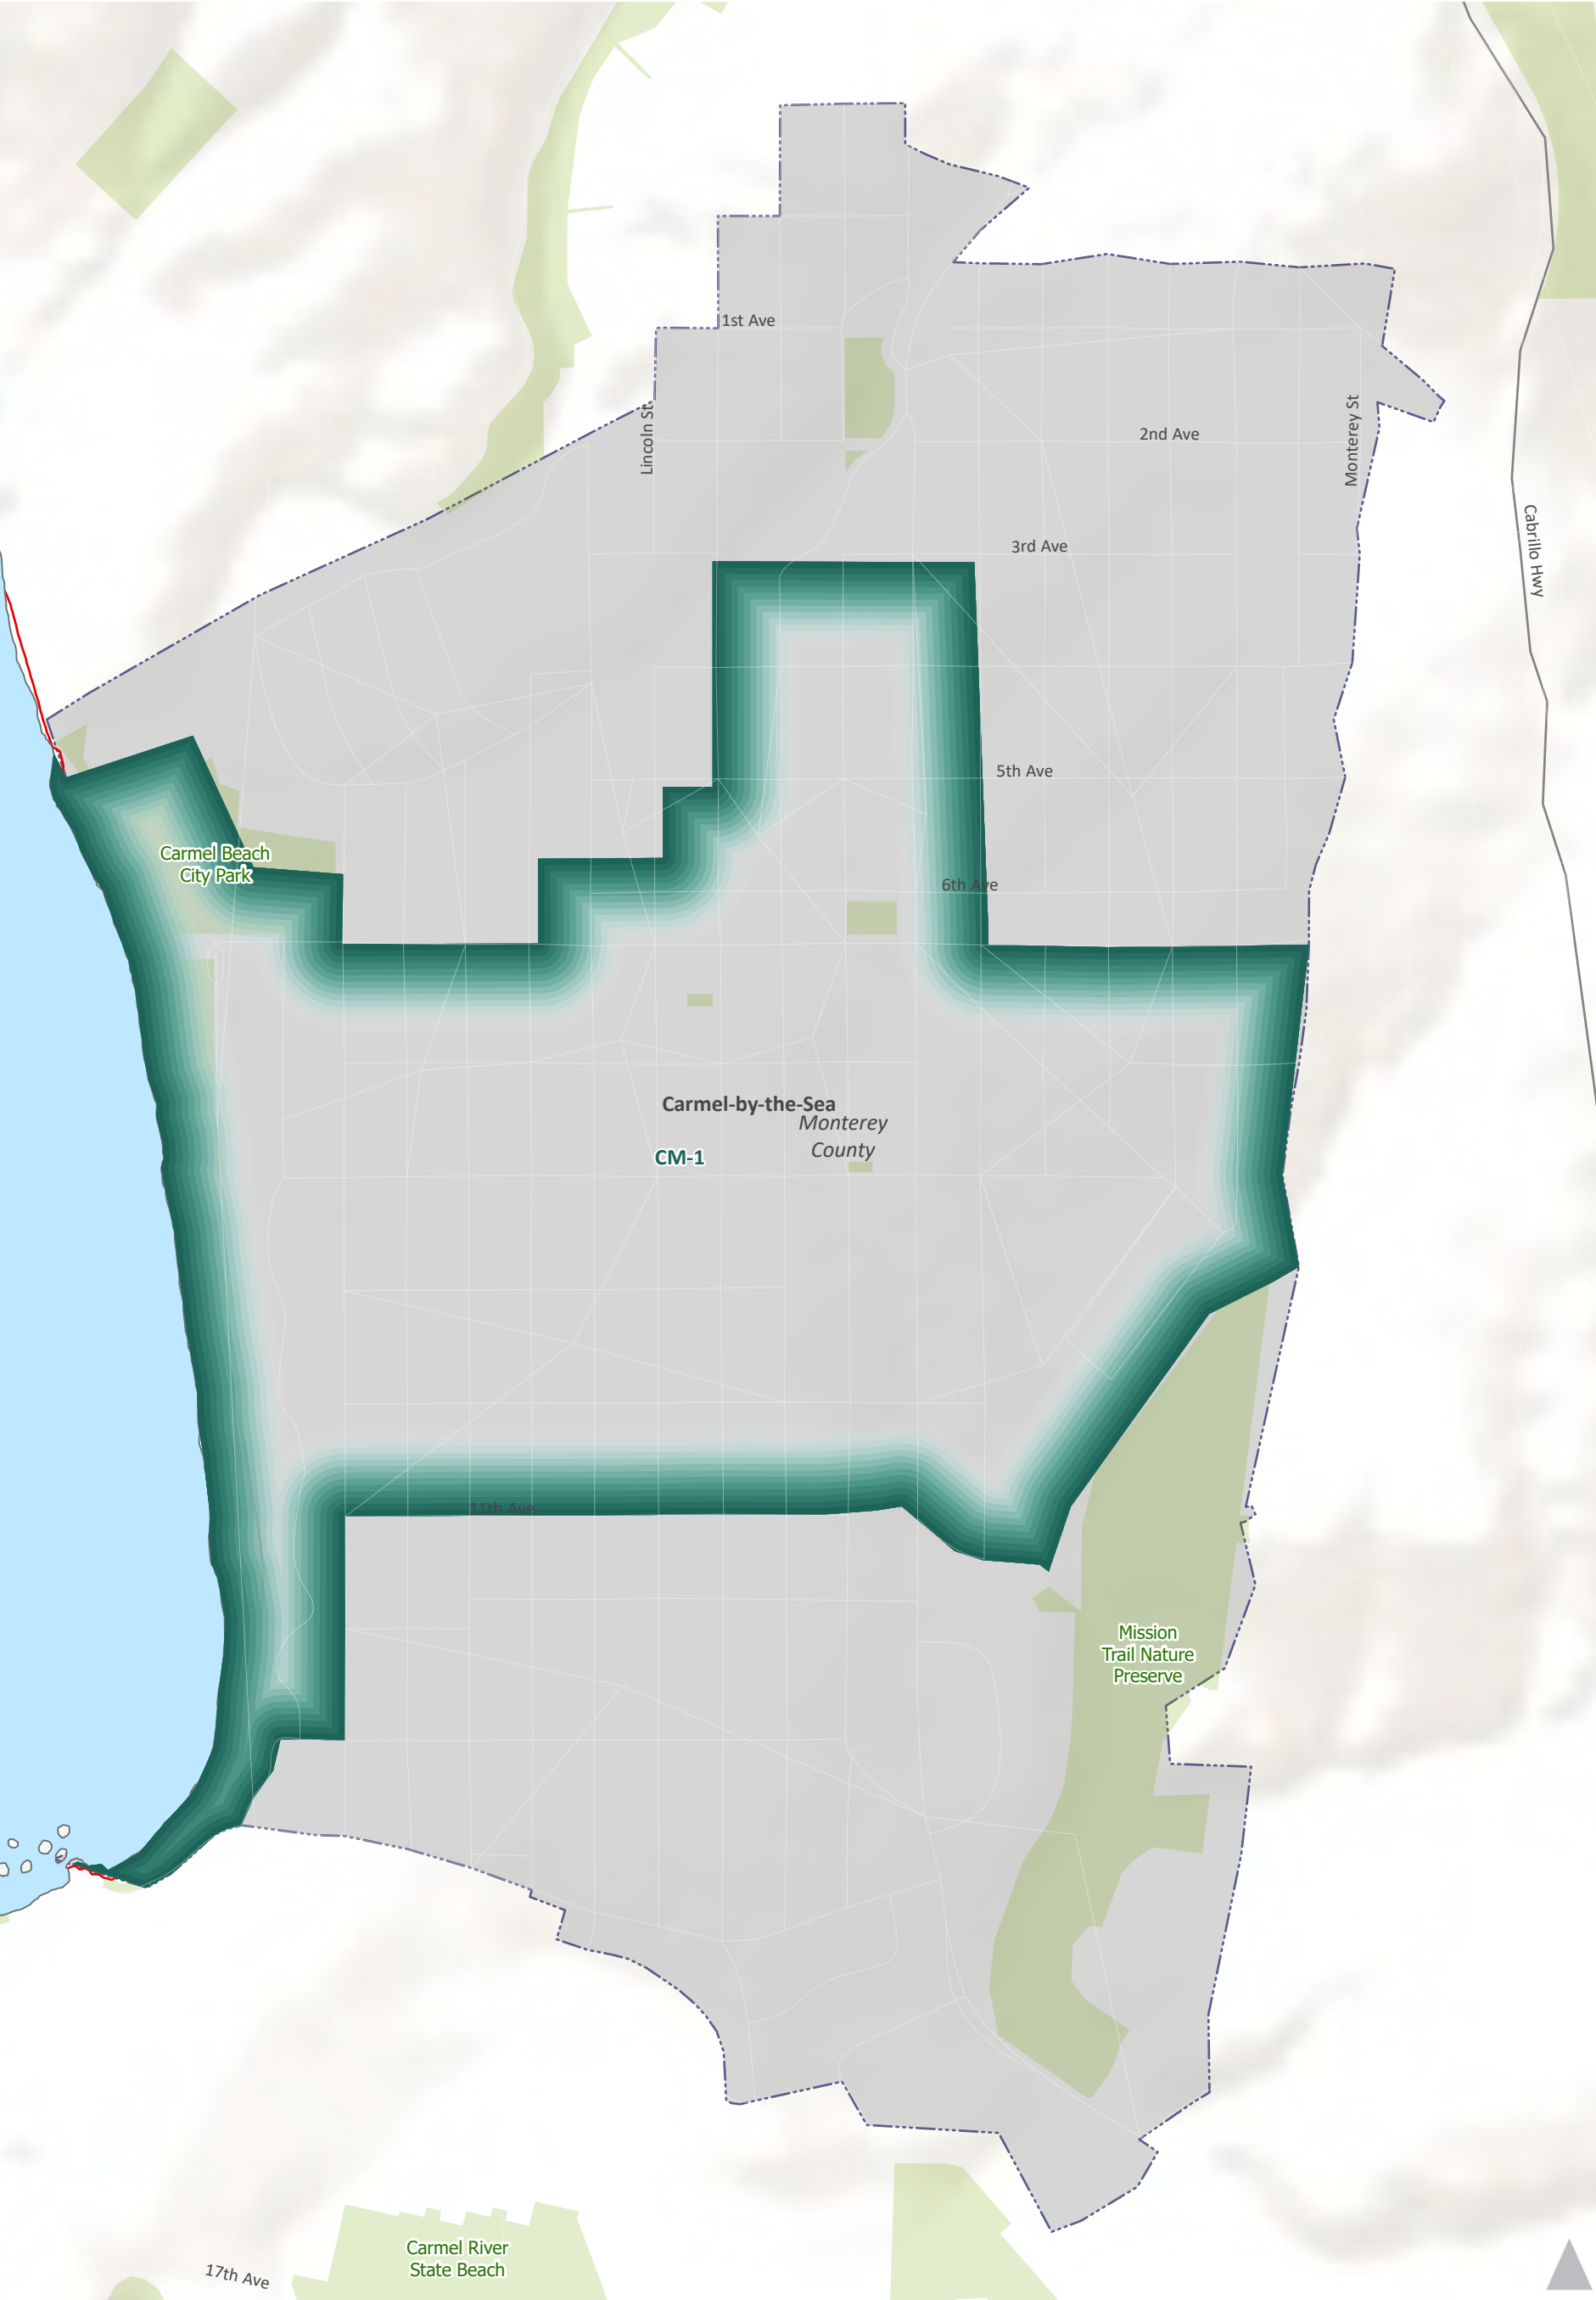 1st Ave
Lincoln St
2nd Ave
Monterey St
3rd Ave
Cabrillo Hwy
5th Ave
Carmel Beach
City Park
6th Ave
Carmel-by-the-Sea
Monterey
County
CM-1
11th Ave
Mission
Trail Nature
Preserve
Carmel River
State Beach
17th Ave